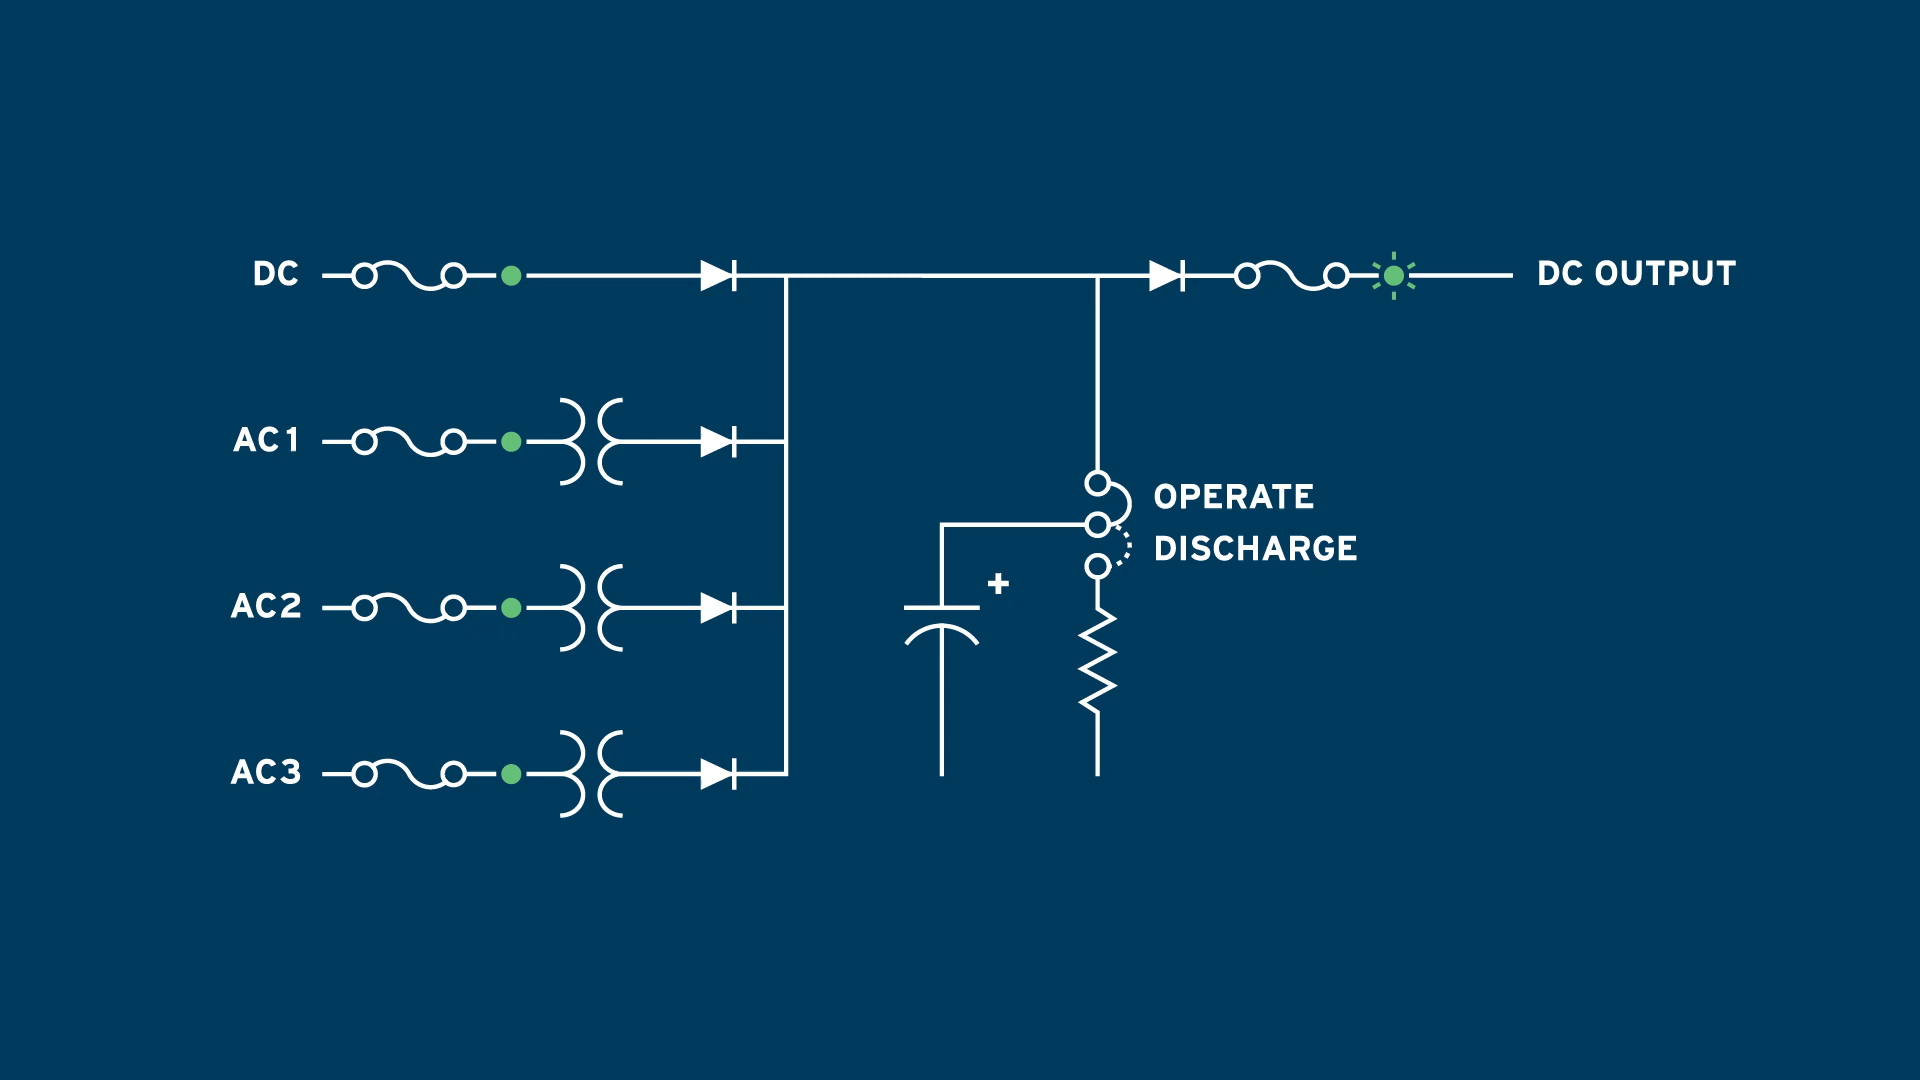 DC
DC OUTPUT
AC1
OPERATE
DISCHARGE
+
AC2
AC3